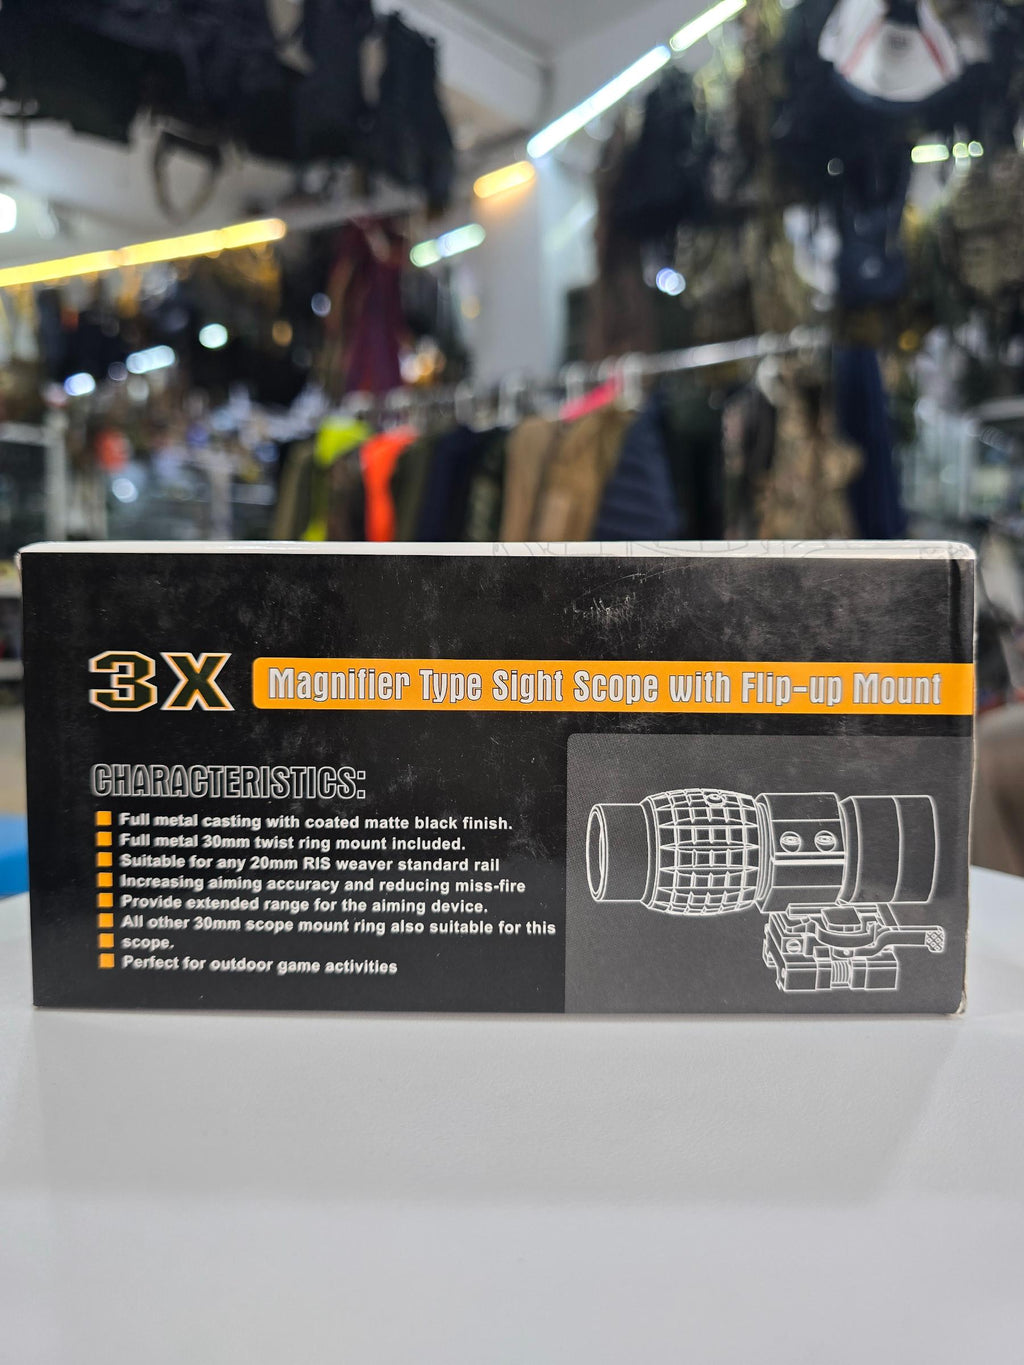 3X Magnifier Type Sight Scope with Flip-up Mount
CHARACTERISTICS:
Full metal casting with coated matte black finish.
Full metal 30mm twist ring mount included.
Suitable for any 20mm RIS weaver standard rail
Increasing aiming accuracy and reducing miss-fire
Provide extended range for the aiming device.
All other 30mm scope mount ring also suitable for this
scope.
Perfect for outdoor game activities